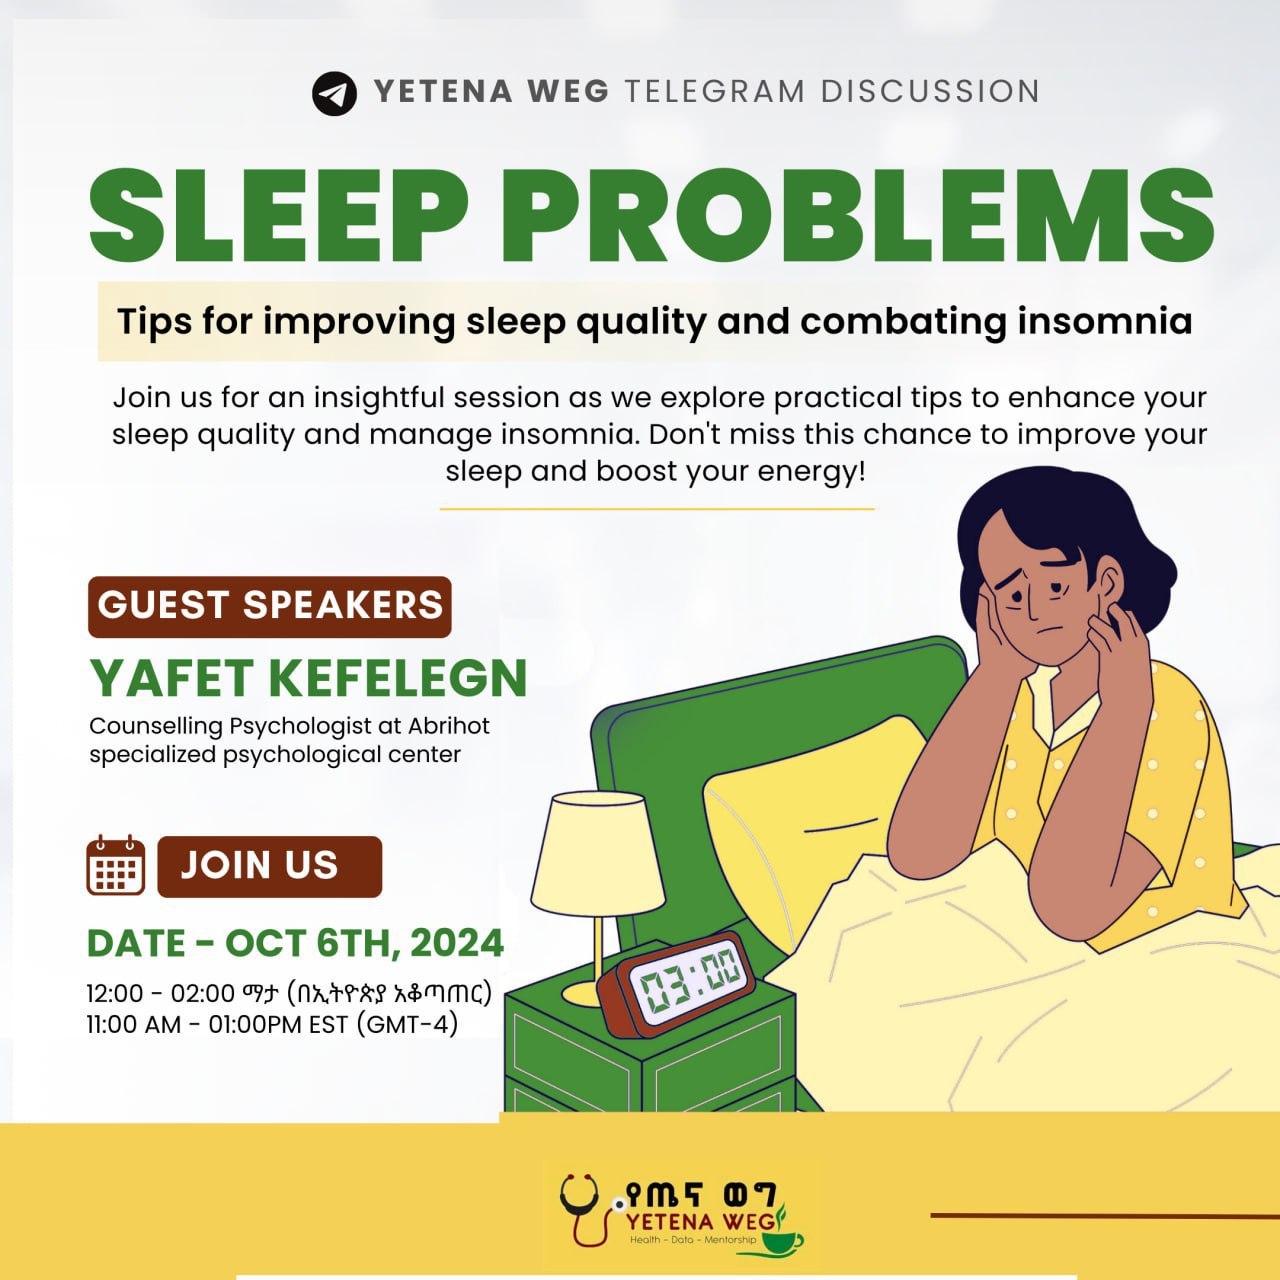 YETENA WEG TELEGRAM DISCUSSION
SLEEP PROBLEMS
Tips for improving sleep quality and combating insomnia
Join us for an insightful session as we explore practical tips to enhance your
sleep quality and manage insomnia. Don't miss this chance to improve your
sleep and boost your energy!
GUEST SPEAKERS
YAFET KEFELEGN
Counselling Psychologist at Abrihot
specialized psychological center
JOIN US
DATE - OCT 6TH, 2024
12:00 - 02:00 ማታ (በኢትዮጵያ አቆጣጠር)
11:00 AM - 01:00PM EST (GMT-4)
03:00
የጤና ወግ
YETENA WEG
Health - Data - Mentorship